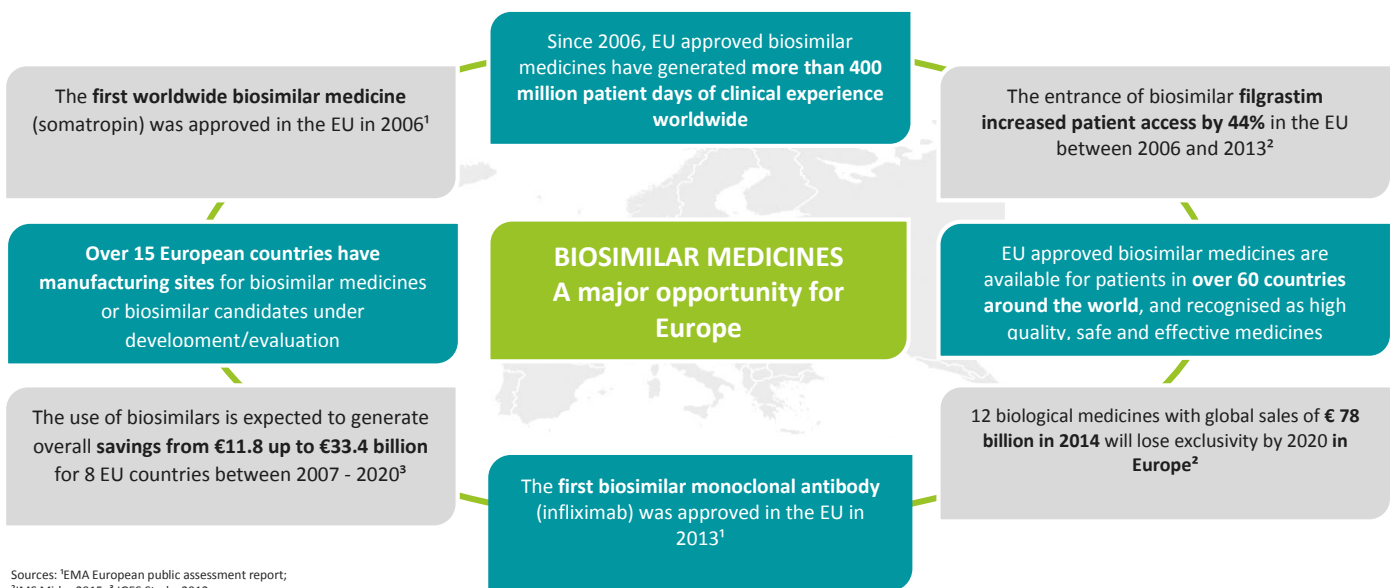 Since 2006, EU approved biosimilar
medicines have generated more than 400
million patient days of clinical experience
worldwide
The first worldwide biosimilar medicine
(somatropin) was approved in the EU in 2006¹
The entrance of biosimilar filgrastim
increased patient access by 44% in the EU
between 2006 and 2013²
Over 15 European countries have
manufacturing sites for biosimilar medicines
or biosimilar candidates under
development/evaluation
BIOSIMILAR MEDICINES
A major opportunity for
Europe
EU approved biosimilar medicines are
available for patients in over 60 countries
around the world, and recognised as high
quality, safe and effective medicines
The use of biosimilars is expected to generate
overall savings from €11.8 up to €33.4 billion
for 8 EU countries between 2007 - 2020³
The first biosimilar monoclonal antibody
(infliximab) was approved in the EU in
2013¹
12 biological medicines with global sales of € 78
billion in 2014 will lose exclusivity by 2020 in
Europe²
Sources: ¹EMA European public assessment report;